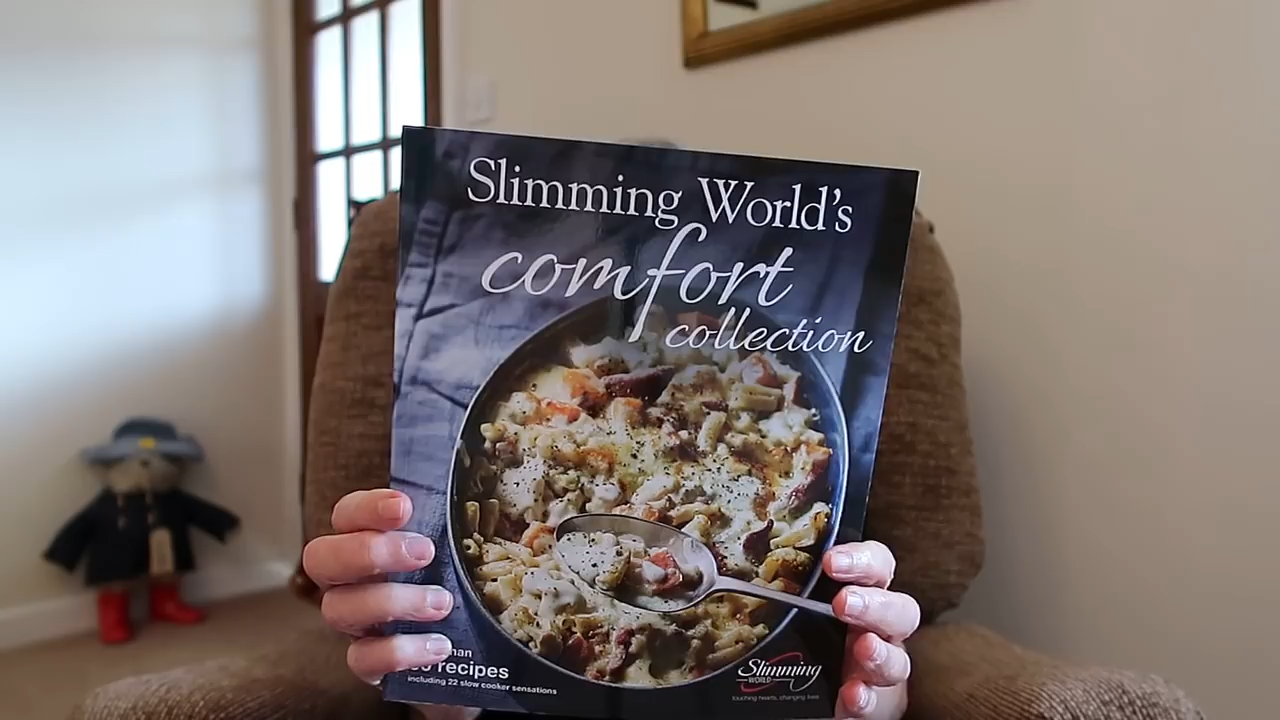 Slimming World's
comfort
collection
recipes
including 22 slow cooker sensations
Slimming
WORLD
touching hearts, changing lives